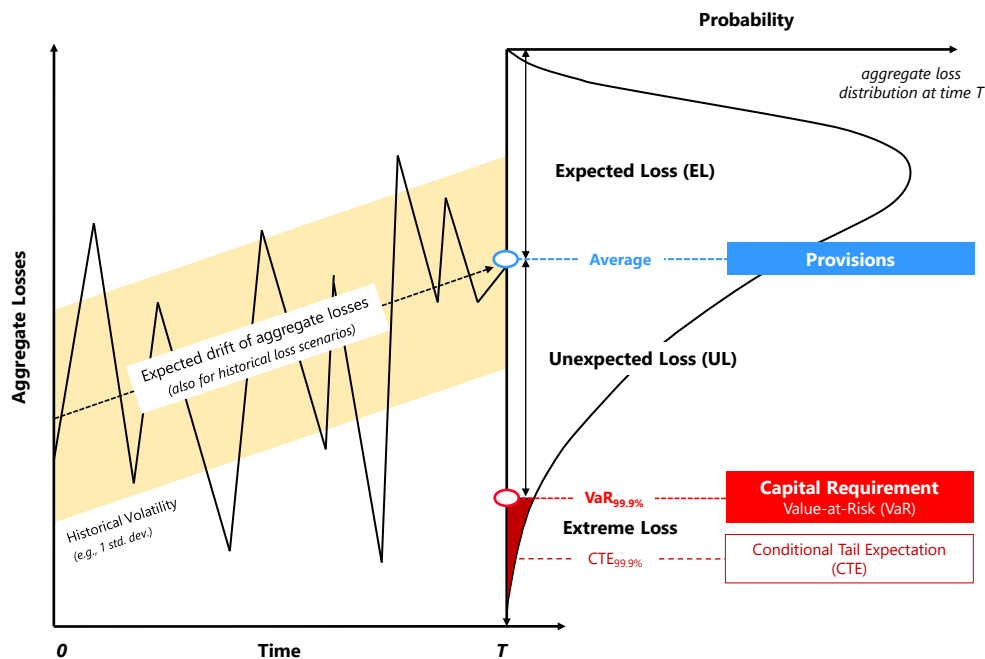 Probability
aggregate loss
distribution at time T
Expected Loss (EL)
Average
Provisions
Aggregate Losses
Expected drift of aggregate losses
(also for historical loss scenarios)
Unexpected Loss (UL)
Historical Volatility
(e.g., 1 std. dev.)
VaR99.9%
Capital Requirement
Value-at-Risk (VaR)
Extreme Loss
CTE99.9%
Conditional Tail Expectation
(CTE)
0
Time
T